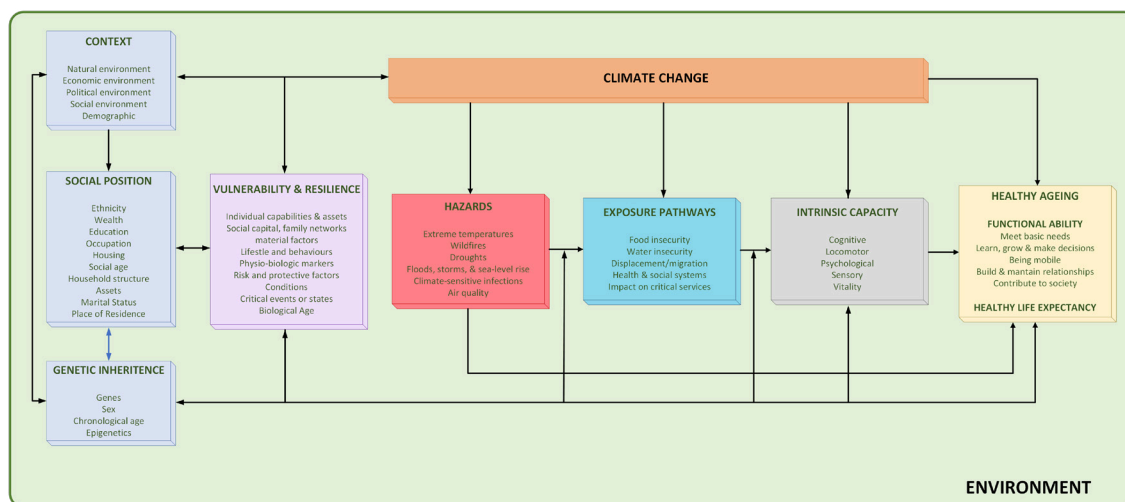 CONTEXT
Natural environment
Economic environment
Political environment
Social environment
Demographic
CLIMATE CHANGE
SOCIAL POSITION
Ethnicity
Wealth
Education
Occupation
Housing
Social age
Household structure
Assets
Marital Status
Place of Residence
VULNERABILITY & RESILIENCE
Individual capabilities & assets
Social capital, family networks
material factors
Lifestle and behaviours
Physio-biologic markers
Risk and protective factors
Conditions
Critical events or states
Biological Age
HAZARDS
Extreme temperatures
Wildfires
Droughts
Floods, storms, & sea-level rise
Climate-sensitive infections
Air quality
EXPOSURE PATHWAYS
Food insecurity
Water insecurity
Displacement/migration
Health & social systems
Impact on critical services
INTRINSIC CAPACITY
Cognitive
Locomotor
Psychological
Sensory
Vitality
HEALTHY AGEING
FUNCTIONAL ABILITY
Meet basic needs
Learn, grow & make decisions
Being mobile
Build & mantain relationships
Contribute to society
HEALTHY LIFE EXPECTANCY
GENETIC INHERITENCE
Genes
Sex
Chronological age
Epigenetics
ENVIRONMENT